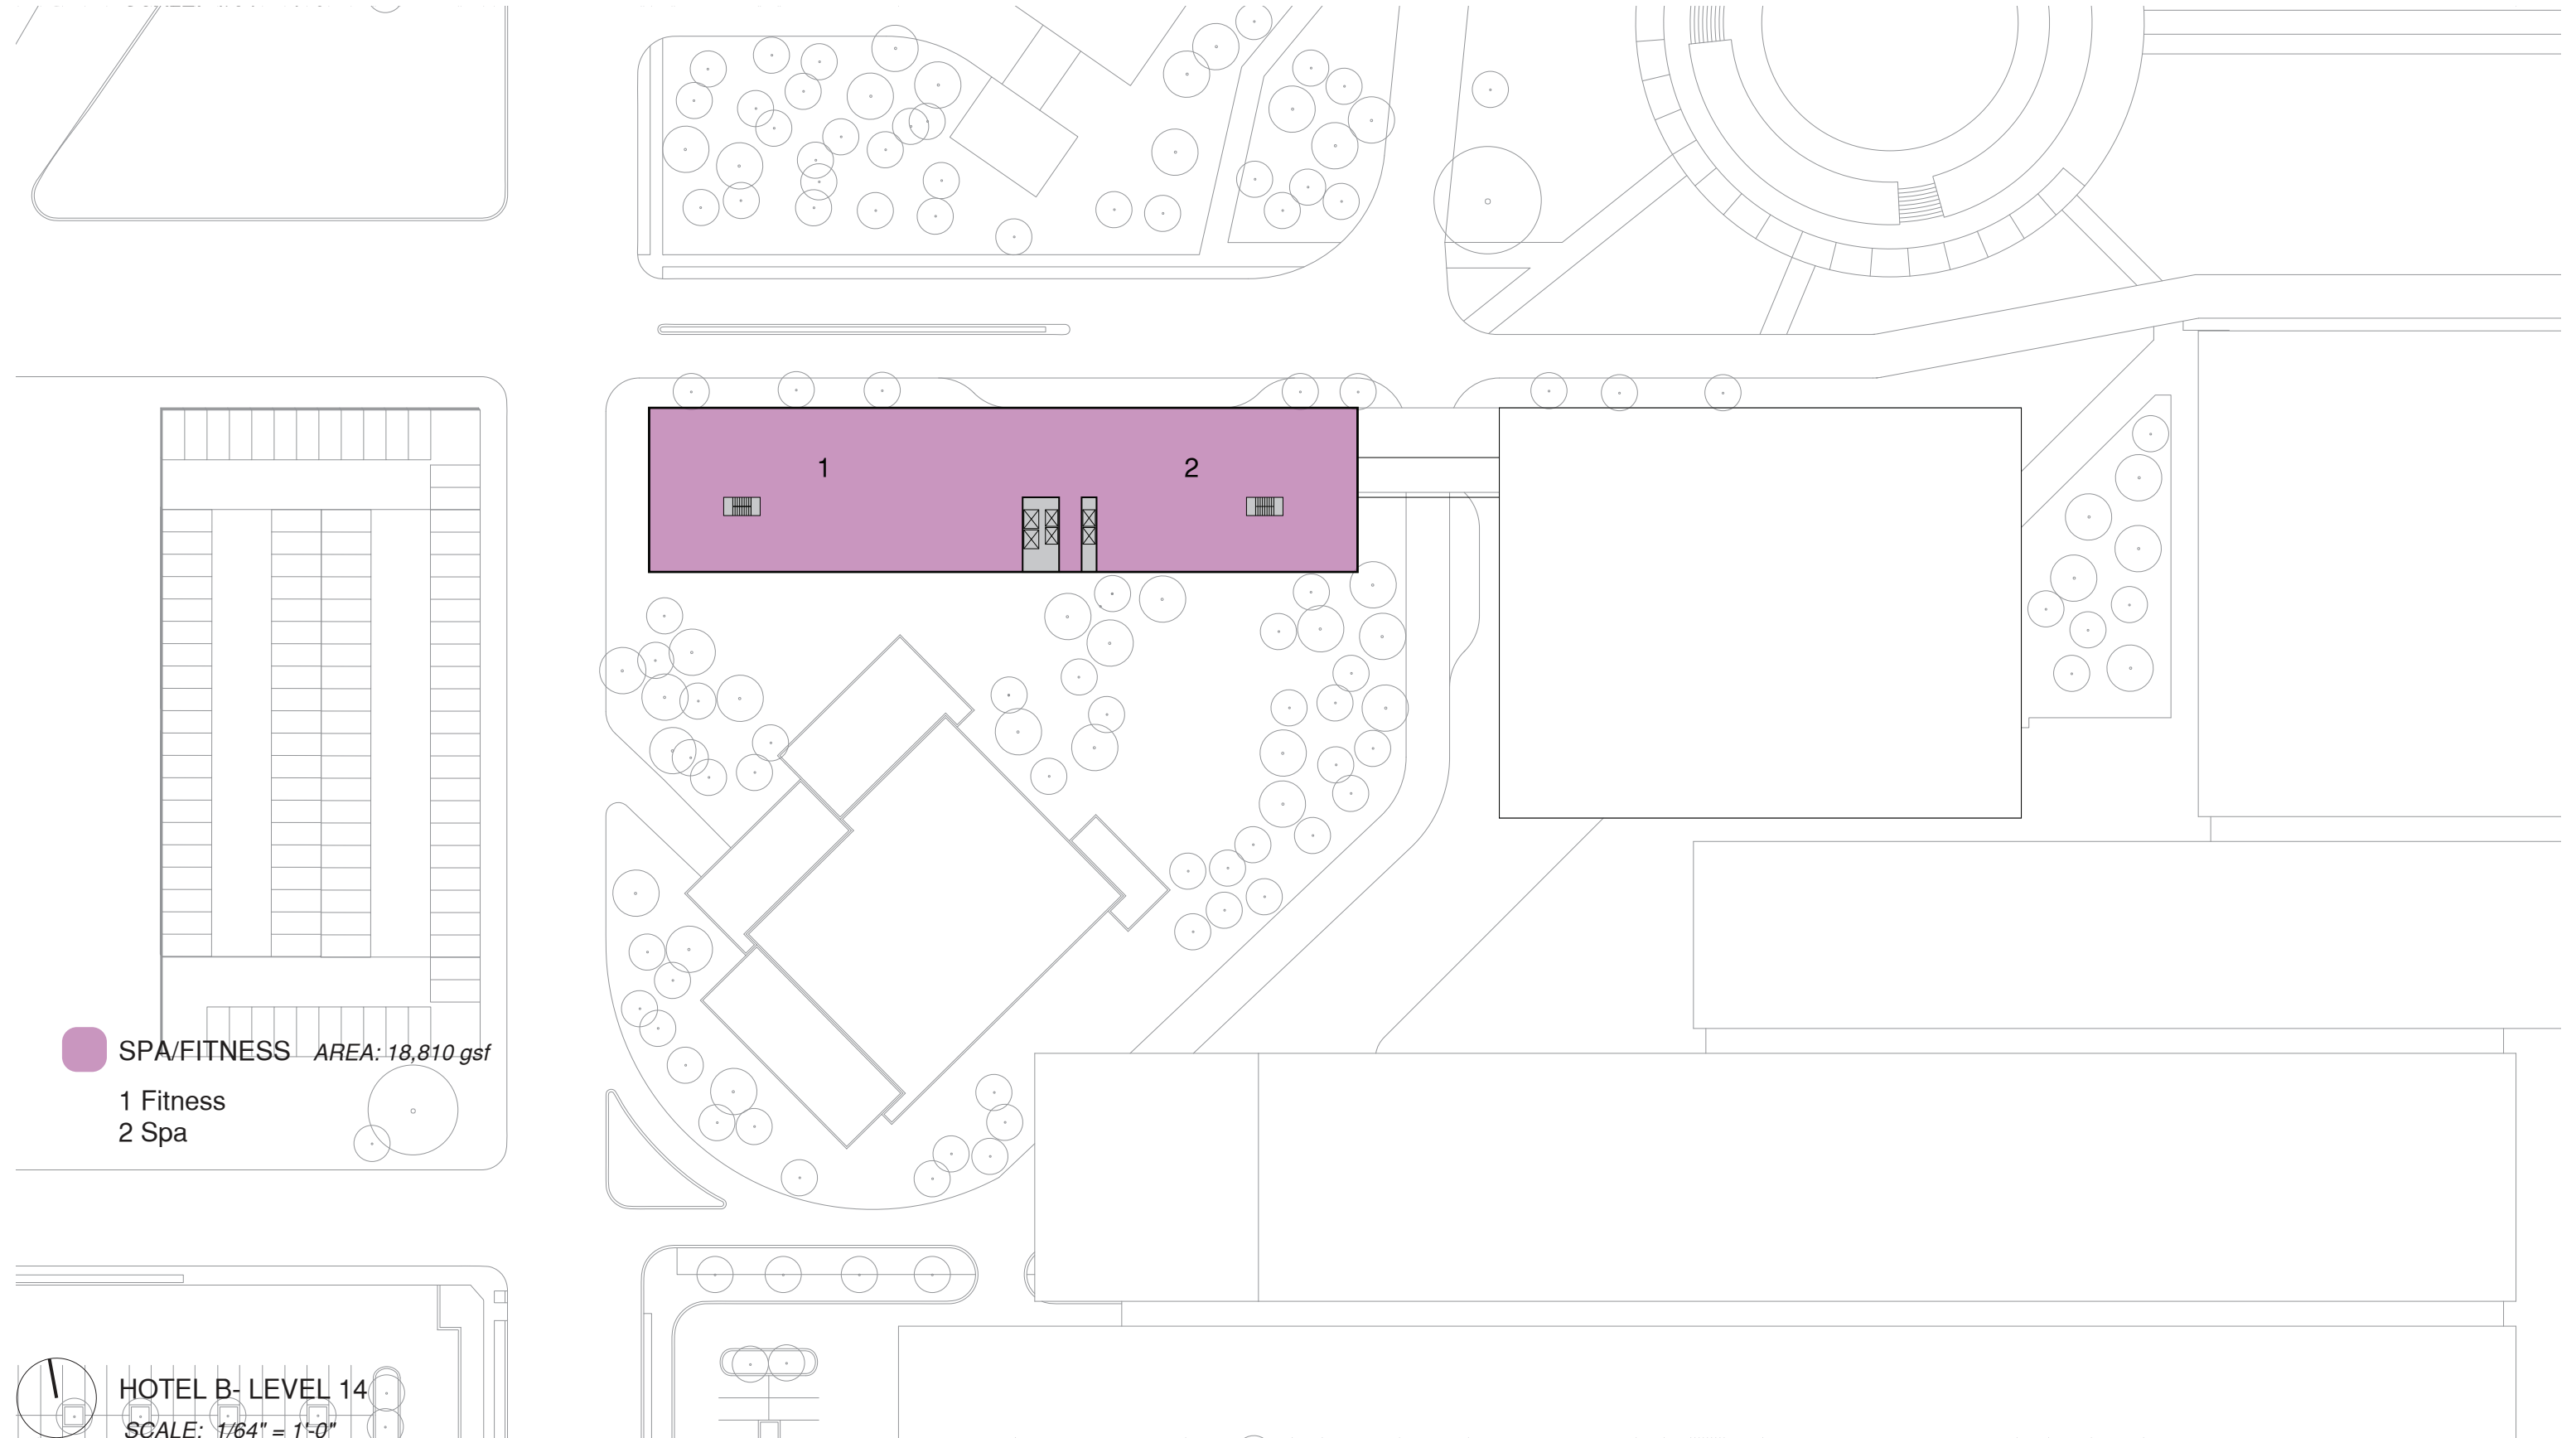 1
2
SPA/FITNESS AREA: 18,810 gsf
1 Fitness
2 Spa
HOTEL B- LEVEL 14
SCALE: 1/64" = 1'-0"